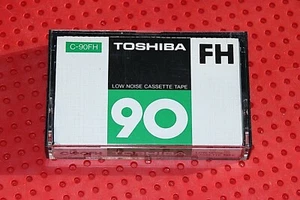 C-90FH
TOSHIBA
FH
LOW NOISE CASSETTE TAPE
90